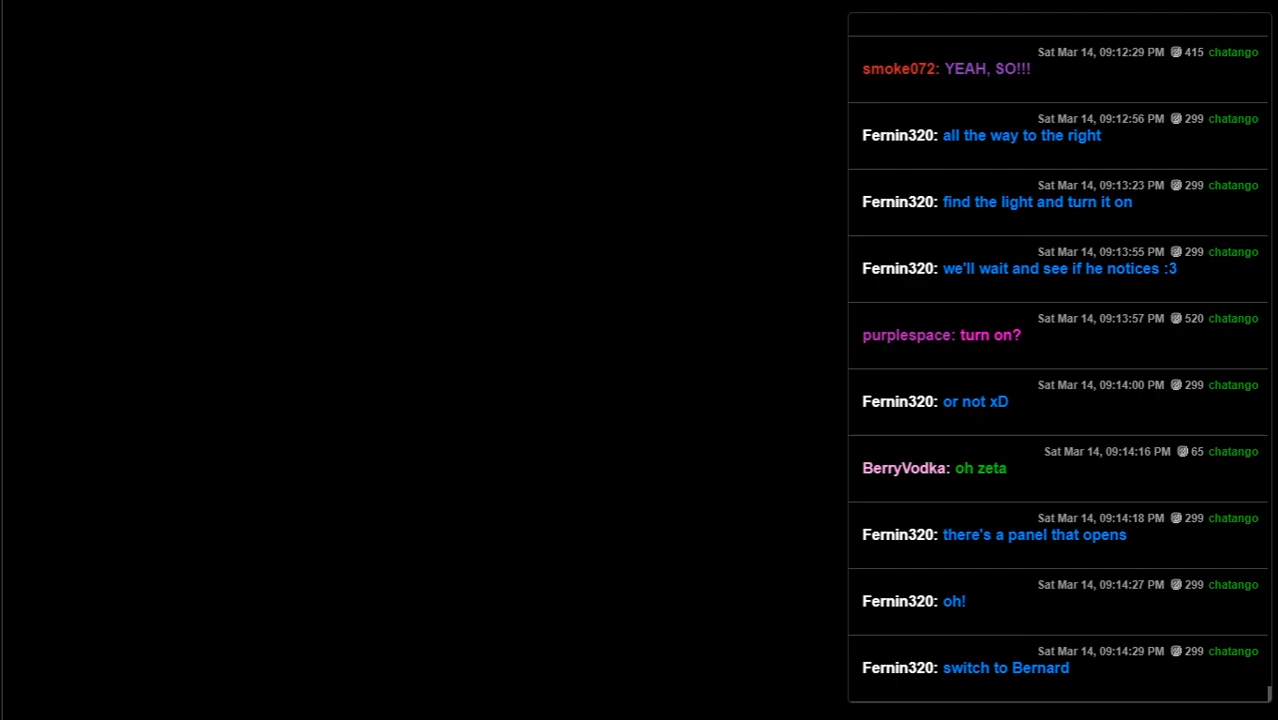 Sat Mar 14, 09:12:29 PM 415 chatango
smoke072: YEAH, SO!!!
Sat Mar 14, 09:12:56 PM 299 chatango
Fernin320: all the way to the right
Sat Mar 14, 09:13:23 PM 299 chatango
Fernin320: find the light and turn it on
Sat Mar 14, 09:13:55 PM 299 chatango
Fernin320: we'll wait and see if he notices :3
Sat Mar 14, 09:13:57 PM 520 chatango
purplespace: turn on?
Sat Mar 14, 09:14:00 PM 299 chatango
Fernin320: or not xD
Sat Mar 14, 09:14:16 PM 65 chatango
BerryVodka: oh zeta
Sat Mar 14, 09:14:18 PM 299 chatango
Fernin320: there's a panel that opens
Sat Mar 14, 09:14:27 PM 299 chatango
Fernin320: oh!
Sat Mar 14, 09:14:29 PM 299 chatango
Fernin320: switch to Bernard